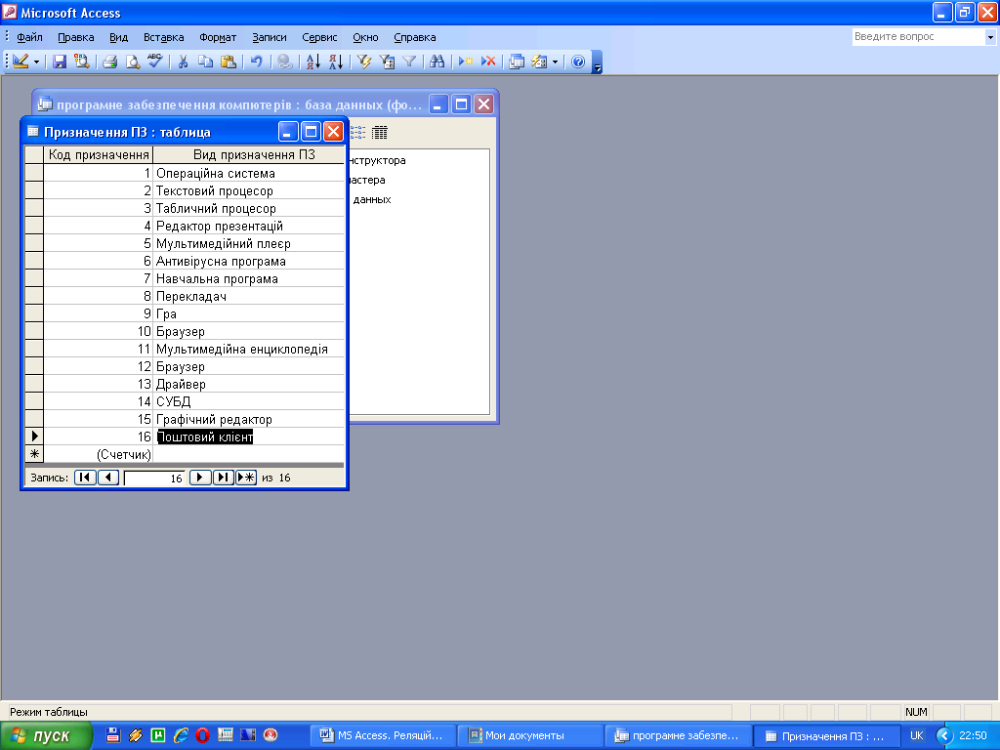 Microsoft Access
Файл Правка Вид Вставка Формат Записи Сервис Окно Справка
Введите вопрос
програмне забезпечення компютерів : база данных (фо...
Призначення ПЗ : таблица
Код призначення Вид призначення ПЗ
нструктора
1 Операційна система
2 Текстовий процесор
данных
3 Табличний процесор
4 Редактор презентацій
5 Мультимедійний плеєр
6 Антивірусна програма
7 Навчальна програма
8 Перекладач
9 Гра
10 Браузер
11 Мультимедійна енциклопедія
12 Браузер
13 Драйвер
14 СУБД
15 Графічний редактор
16 Поштовий клієнт
(Счетчик)
Запись: 16 из 16
Режим таблицы NUM
пуск MS Access. Реляцій... Мои документы програмне забезпе... Призначення ПЗ : ... UK 22:50